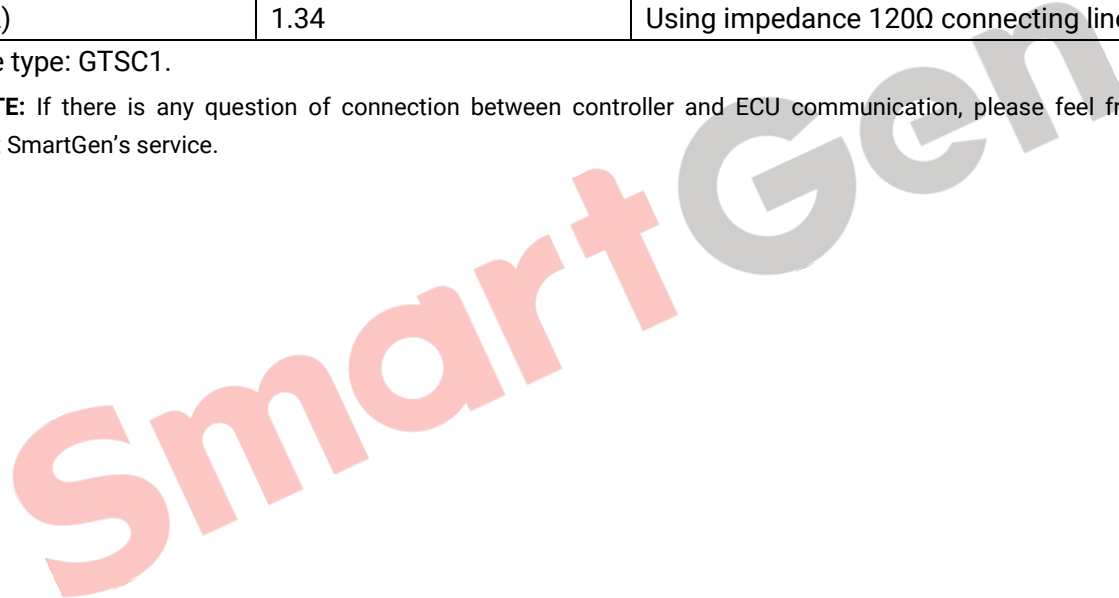 ) 1.34 Using impedance 120Ω connecting line
e type: GTSC1.
TE: If there is any question of connection between controller and ECU communication, please feel fr
t SmartGen's service.
SmartGen